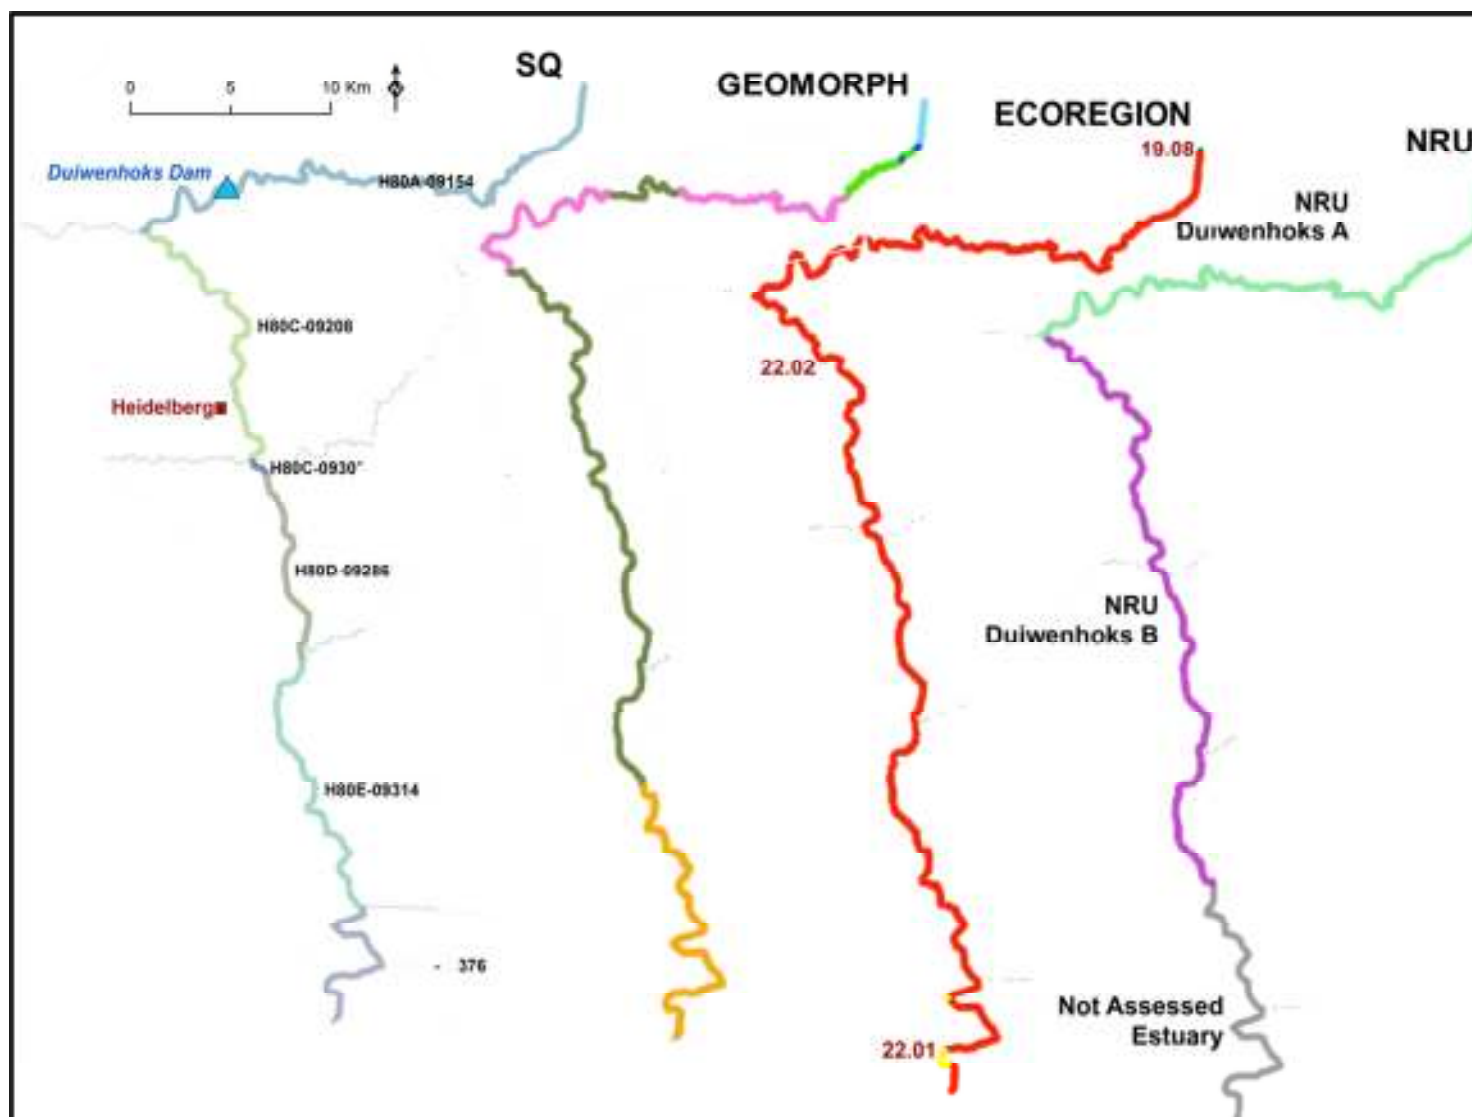 SQ
GEOMORPH
ECOREGION
NRU
0 5 10 Km
N
19.08
Duiwenhoks Dam
H80A-09154
NRU
Duiwenhoks A
H80C-09208
22.02
Heidelberg
H80C-0930
H80D-09286
NRU
Duiwenhoks B
H80E-09314
- 376
Not Assessed
Estuary
22.01